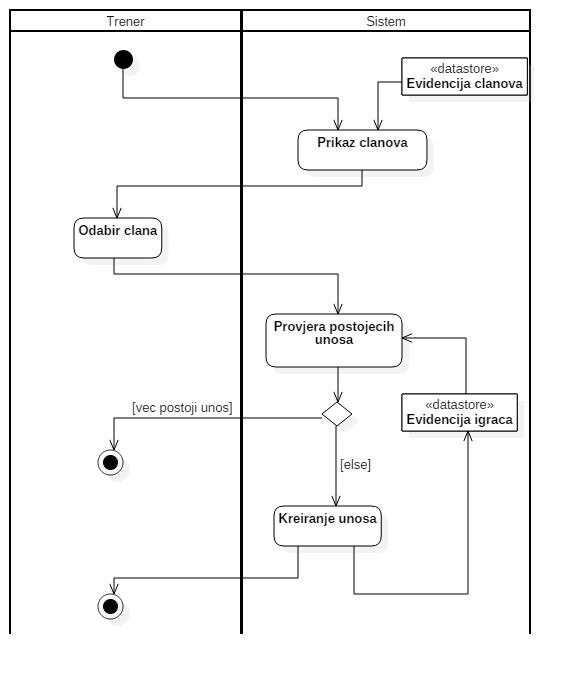 Trener
Sistem
«datastore»
Evidencija clanova
Prikaz clanova
Odabir clana
Provjera postojecih
unosa
[vec postoji unos]
«datastore»
Evidencija igraca
[else]
Kreiranje unosa